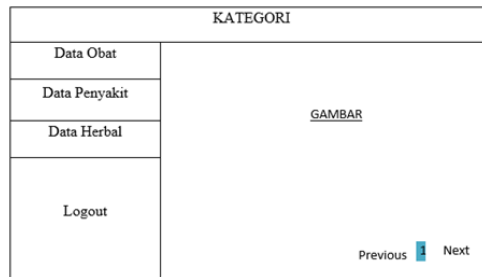 KATEGORI
Data Obat
Data Penyakit
Data Herbal
Logout
GAMBAR
Previous 1 Next